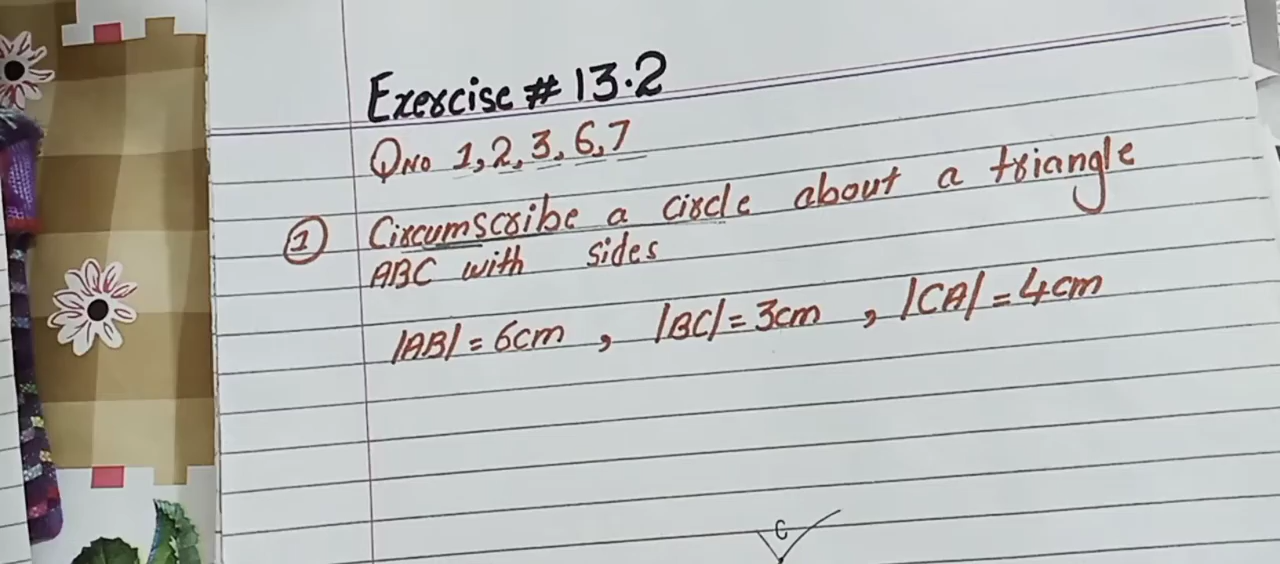 Exercise # 13.2
QNo 1,2,3,6,7
① Circumscribe a circle about a triangle
ABC with sides
|AB| = 6cm , |BC| = 3cm , |CA| = 4cm
C